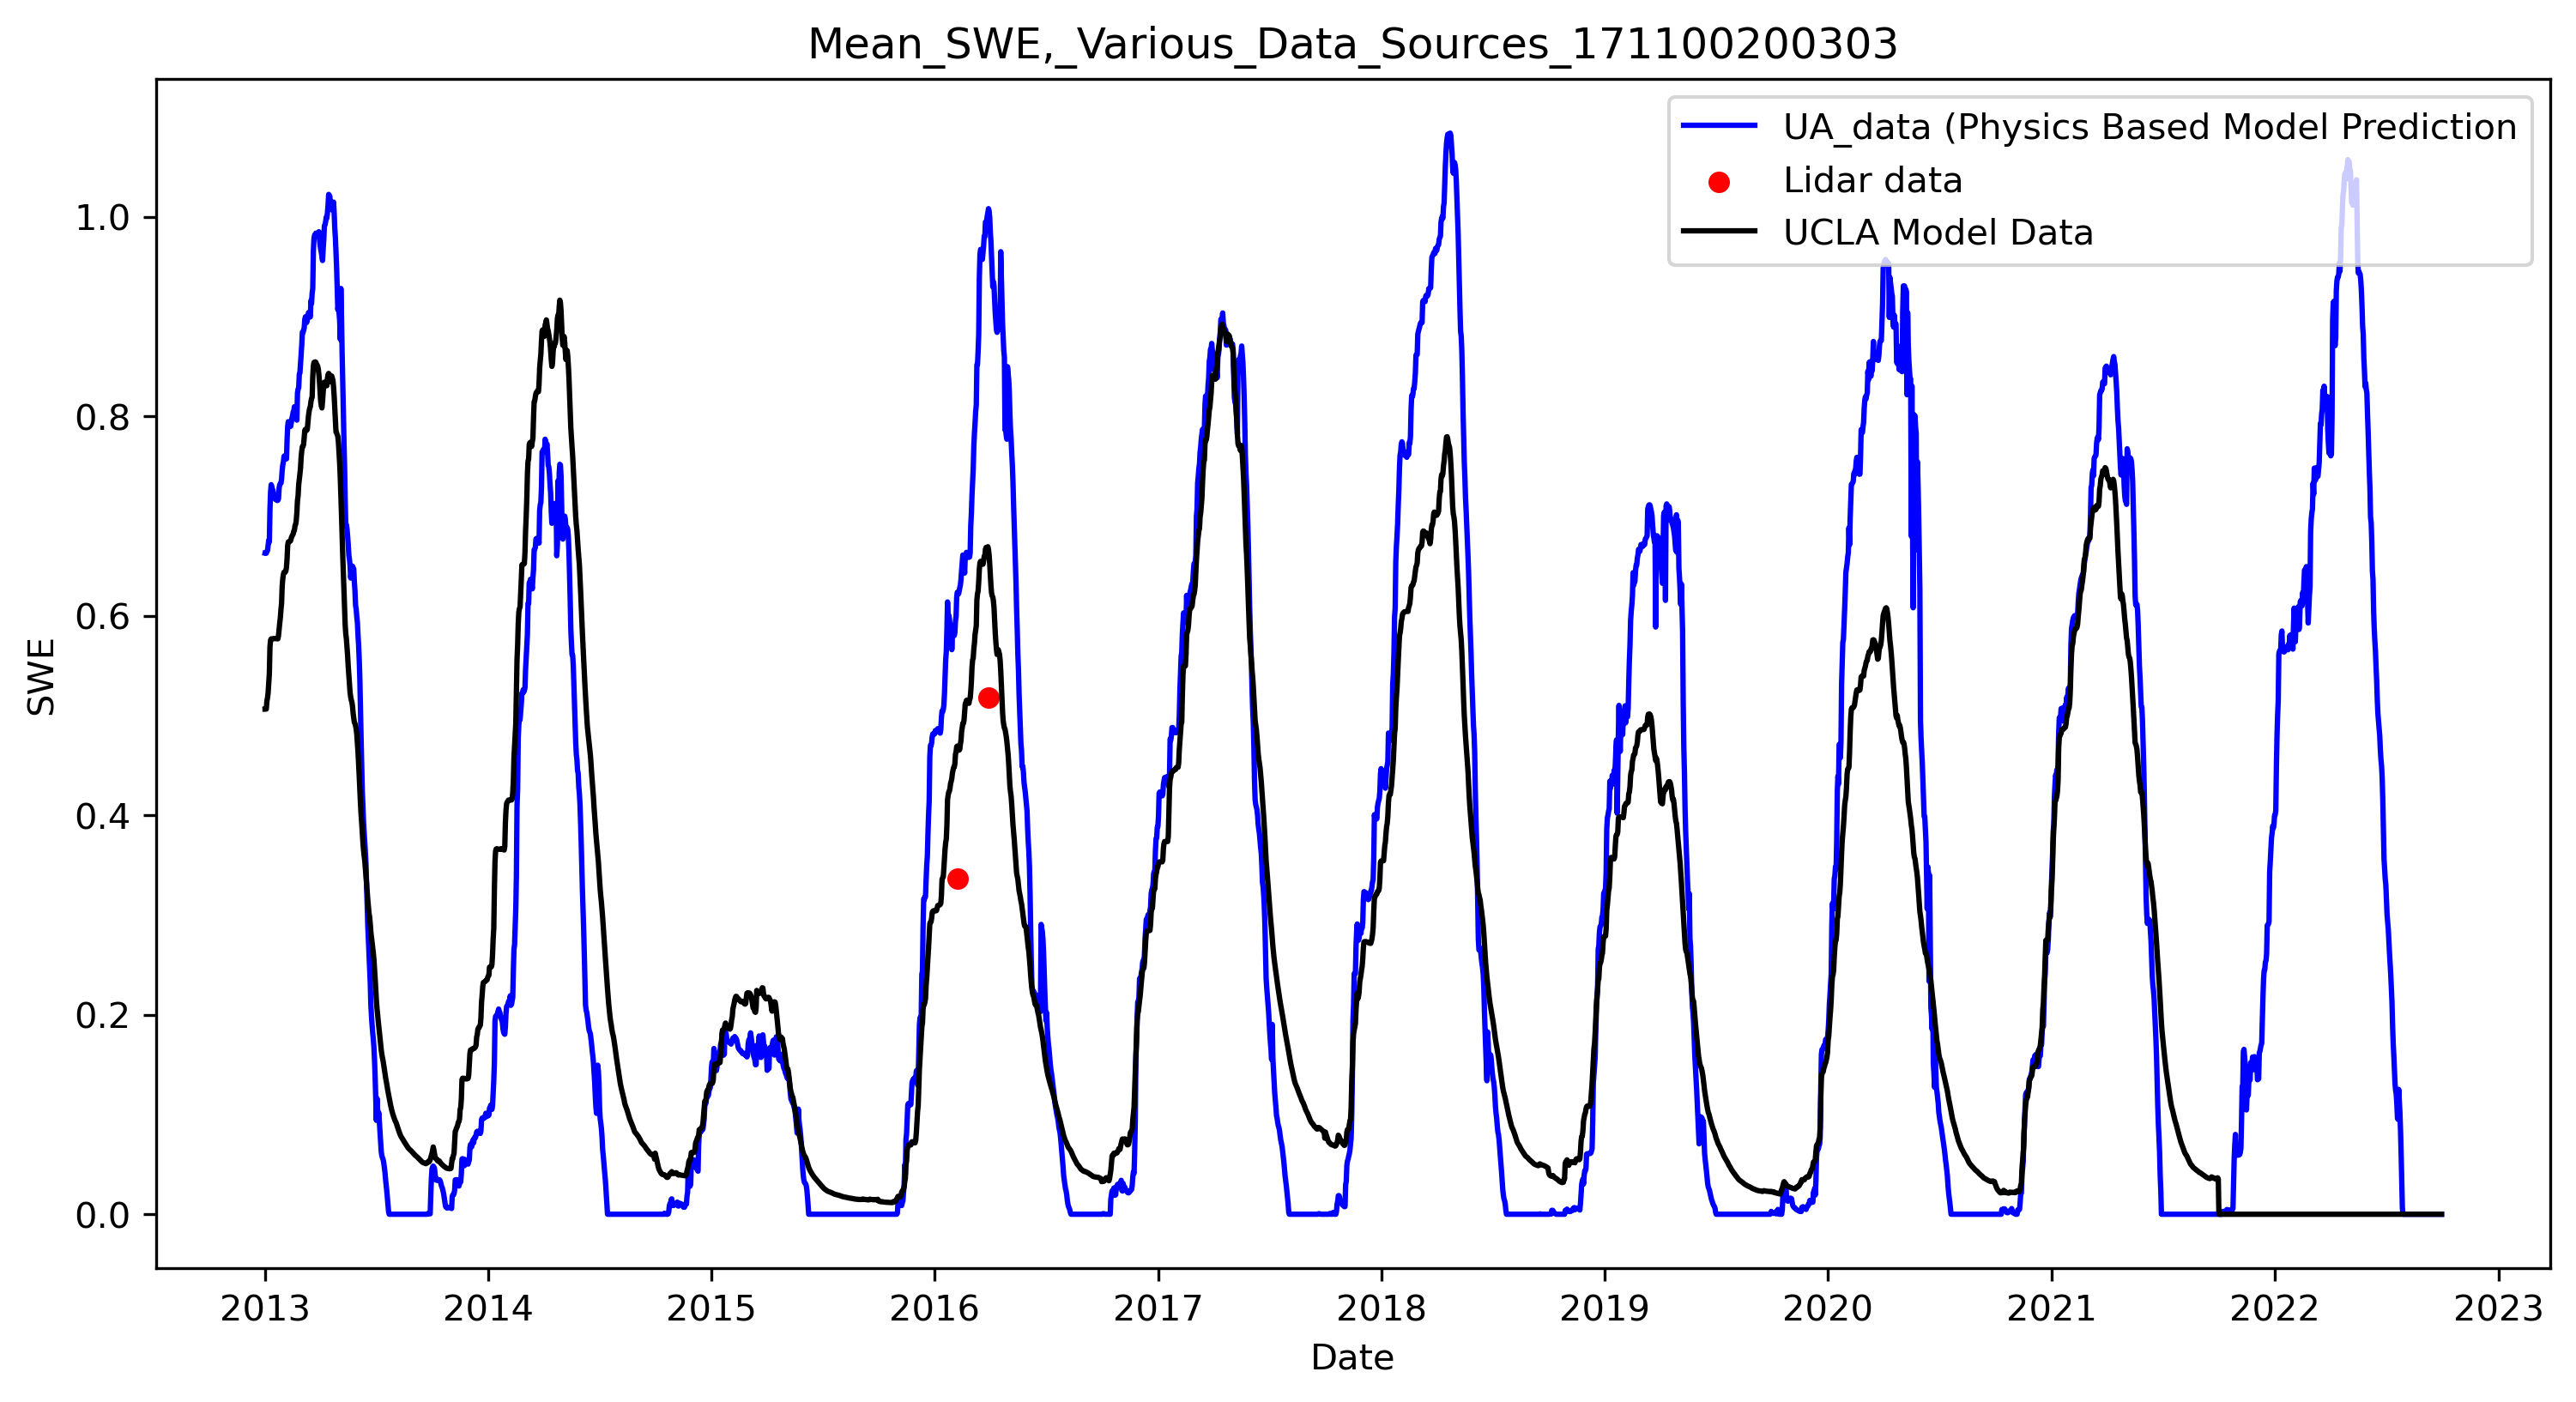 Mean_SWE,_Various_Data_Sources_171100200303
UA_data (Physics Based Model Prediction
Lidar data
UCLA Model Data
SWE
1.0
0.8
0.6
0.4
0.2
0.0
2013 2014 2015 2016 2017 2018 2019 2020 2021 2022 2023
Date